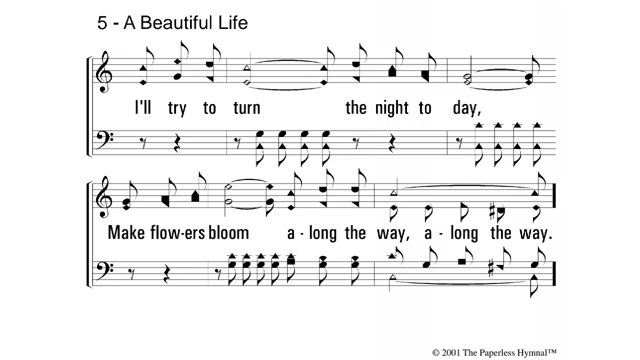 5 - A Beautiful Life
I'll try to turn the night to day,
Make flow-ers bloom a - long the way, a - long the way.
© 2001 The Paperless Hymnal™